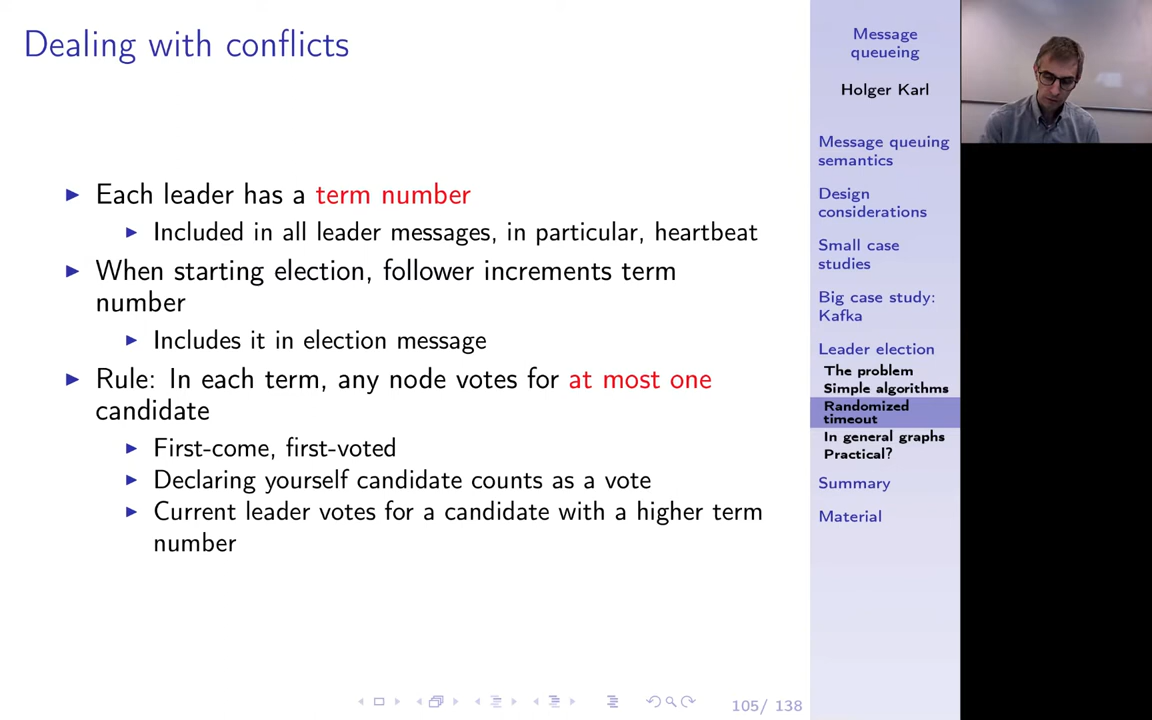 Dealing with conflicts
Each leader has a term number
Included in all leader messages, in particular, heartbeat
When starting election, follower increments term
number
Includes it in election message
Rule: In each term, any node votes for at most one
candidate
First-come, first-voted
Declaring yourself candidate counts as a vote
Current leader votes for a candidate with a higher term
number
Message
queueing
Holger Karl
Message queuing
semantics
Design
considerations
Small case
studies
Big case study:
Kafka
Leader election
The problem
Simple algorithms
Randomized
timeout
In general graphs
Practical?
Summary
Material
105/ 138